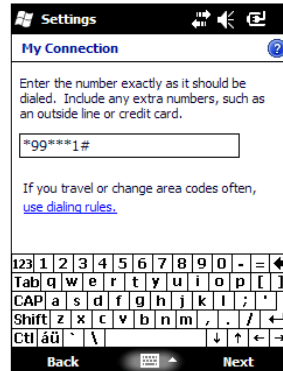 Settings
My Connection
Enter the number exactly as it should be
dialed. Include any extra numbers, such as
an outside line or credit card.
*99***1#
If you travel or change area codes often,
use dialing rules.
123 1 2 3 4 5 6 7 8 9 0 - =
Tab q w e r t y u i o p [ ]
CAP a s d f g h j k l ; '
Shift z x c v b n m , . /
Ctl áü ` \
Back Next